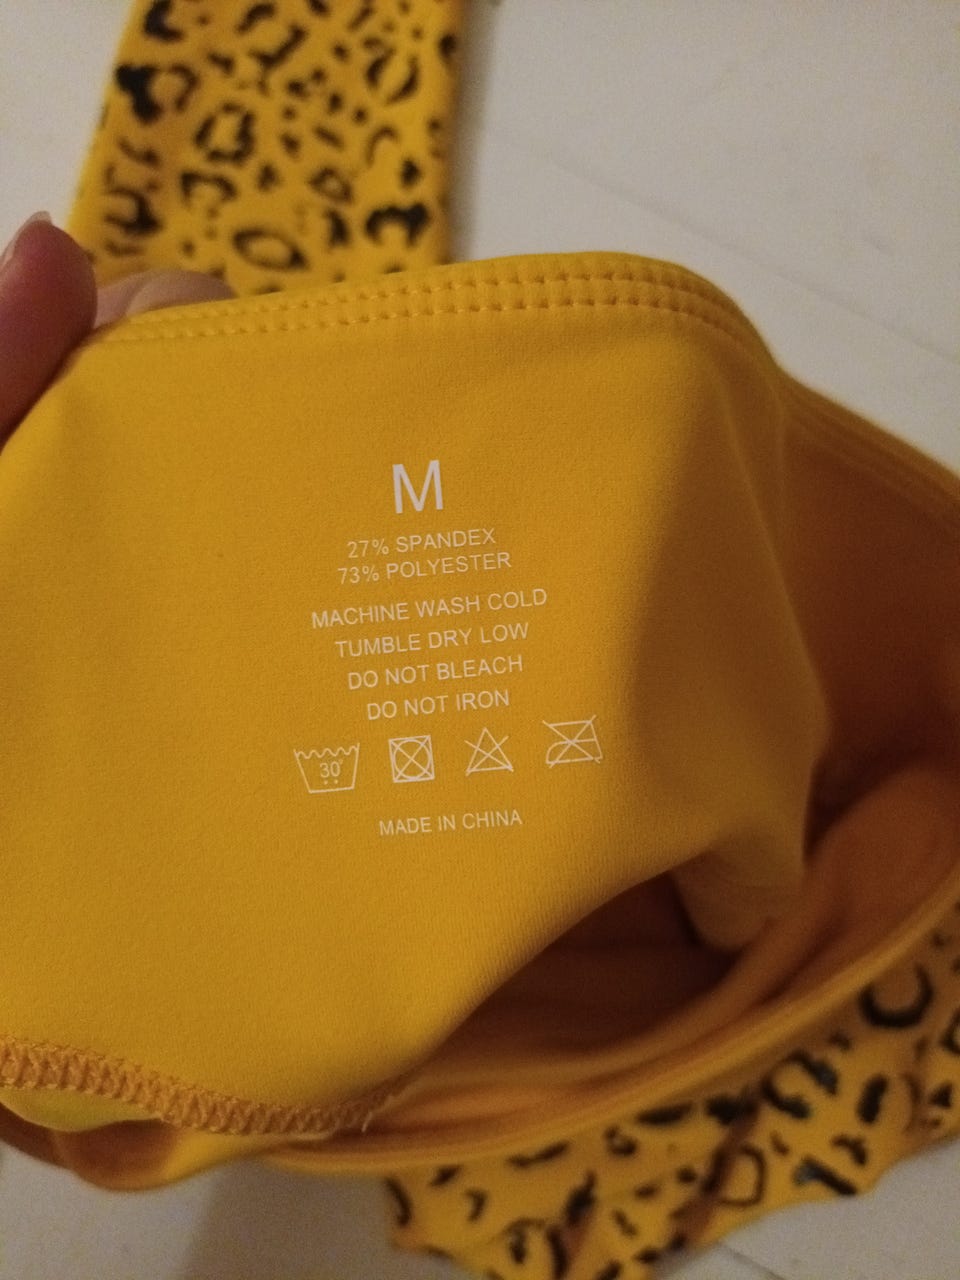 M
27% SPANDEX
73% POLYESTER
MACHINE WASH COLD
TUMBLE DRY LOW
DO NOT BLEACH
DO NOT IRON
30°
MADE IN CHINA